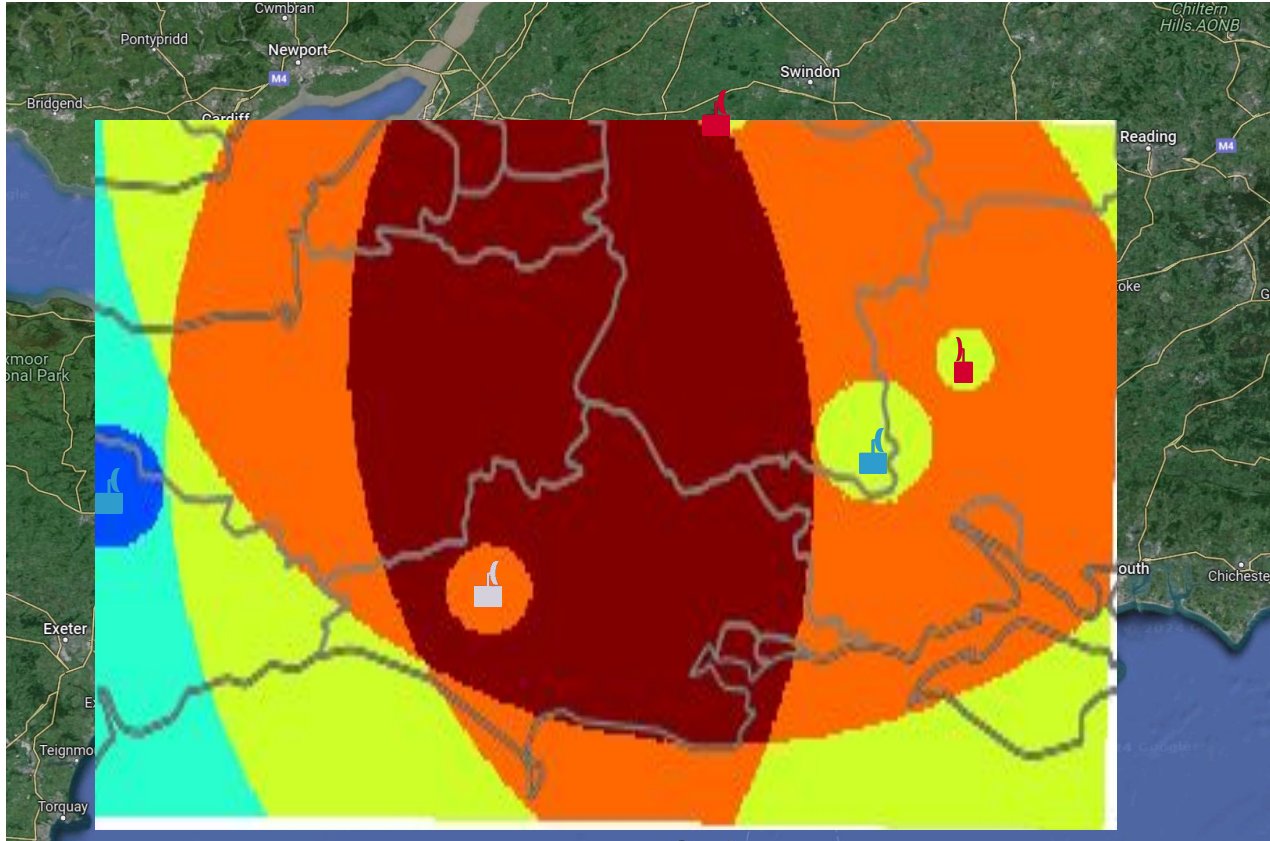 Cwmbran
Chiltern
Hills AONB
Pontypridd
Newport
M4
Swindon
Bridgend
Cardiff
Reading
M4
gle
oke
G
xmoor
onal Park
outh
Chicheste
Exeter
E
Teignmo
Torquay